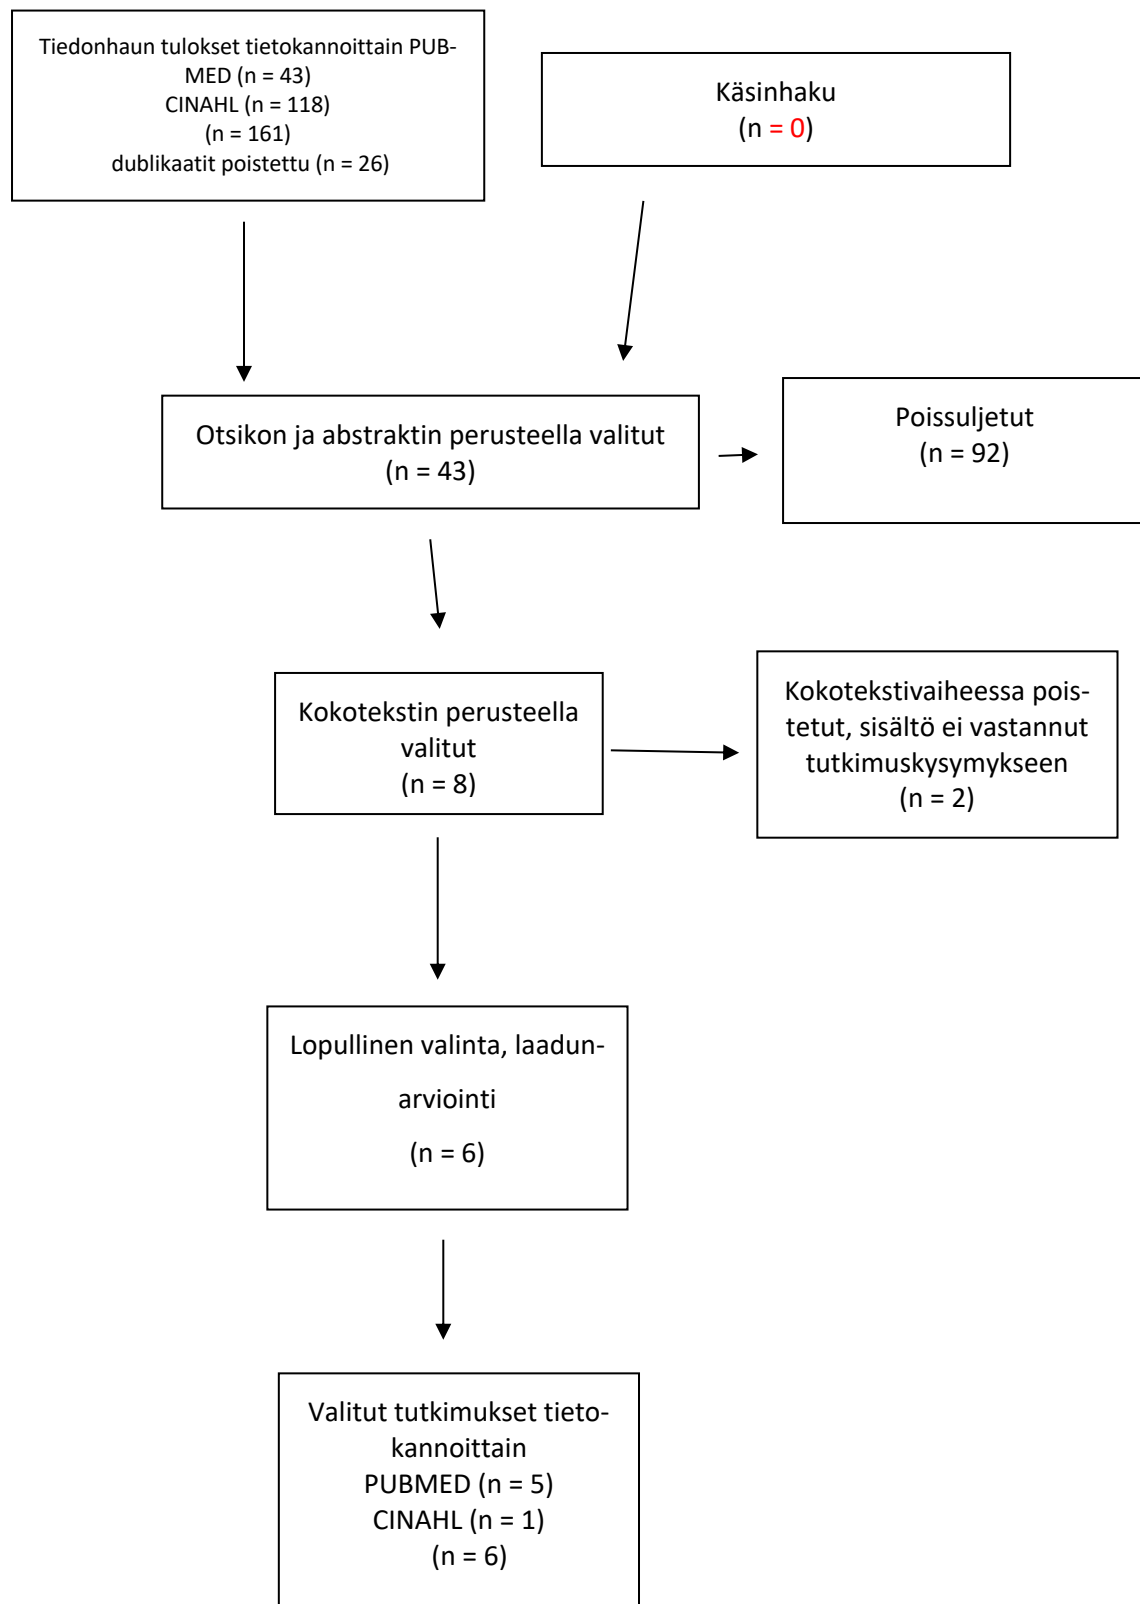 Tiedonhaun tulokset tietokannoittain PUB-
MED (n = 43)
CINAHL (n = 118)
(n = 161)
dublikaatit poistettu (n = 26)
Käsinhaku
(n = 0)
Otsikon ja abstraktin perusteella valitut
(n = 43)
Poissuljetut
(n = 92)
Kokotekstin perusteella
valitut
(n = 8)
Kokotekstivaiheessa pois-
tetut, sisältö ei vastannut
tutkimuskysymykseen
(n = 2)
Lopullinen valinta, laadun-
arviointi
(n = 6)
Valitut tutkimukset tieto-
kannoittain
PUBMED (n = 5)
CINAHL (n = 1)
(n = 6)